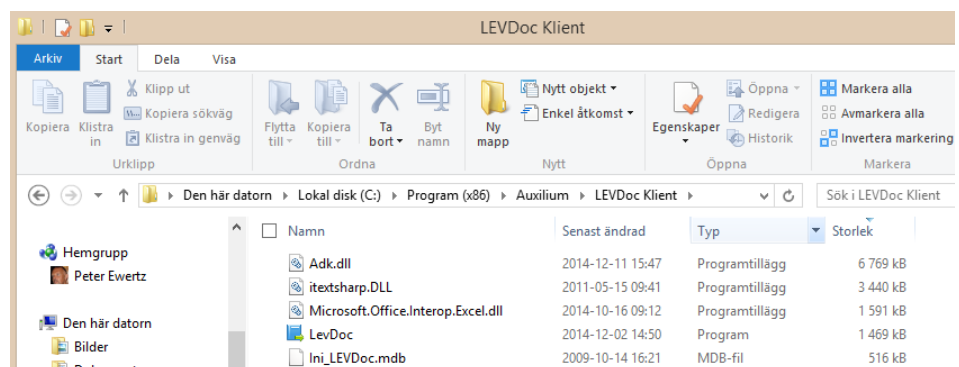 LEVDoc Klient
Arkiv Start Dela Visa
Kopiera
Klistra in
Klipp ut
Kopiera sökväg
Klistra in genväg
Urklipp
Flytta till
Kopiera till
Ta bort
Byt namn
Ordna
Ny mapp
Nytt objekt
Enkel åtkomst
Nytt
Egenskaper
Öppna
Redigera
Historik
Öppna
Markera alla
Avmarkera alla
Invertera markering
Markera
Den här datorn Lokal disk (C:) Program (x86) Auxilium LEVDoc Klient
Sök i LEVDoc Klient
Hemgrupp
Peter Ewertz
Den här datorn
Bilder
Namn Senast ändrad Typ Storlek
Adk.dll 2014-12-11 15:47 Programtillägg 6 769 kB
itextsharp.DLL 2011-05-15 09:41 Programtillägg 3 440 kB
Microsoft.Office.Interop.Excel.dll 2014-10-16 09:12 Programtillägg 1 591 kB
LevDoc 2014-12-02 14:50 Program 1 469 kB
Ini_LEVDoc.mdb 2009-10-14 16:21 MDB-fil 516 kB